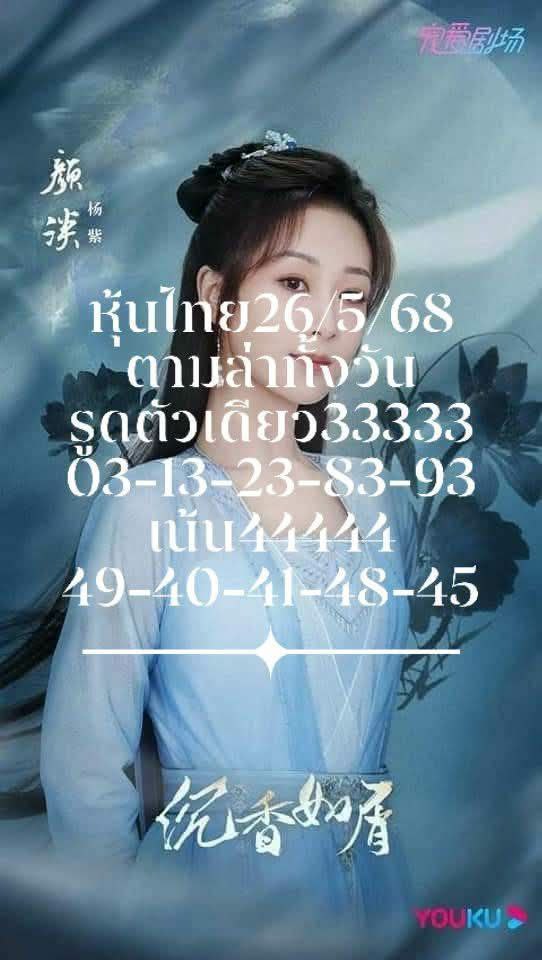 宠爱剧场
颜淡
杨紫
หุ้นไทย26/5/68
ตามล่าทั้งวัน
รูดตัวเดียว33333
03-13-23-83-93
เน้น44444
49-40-41-48-45
沉香如屑
YOUKU